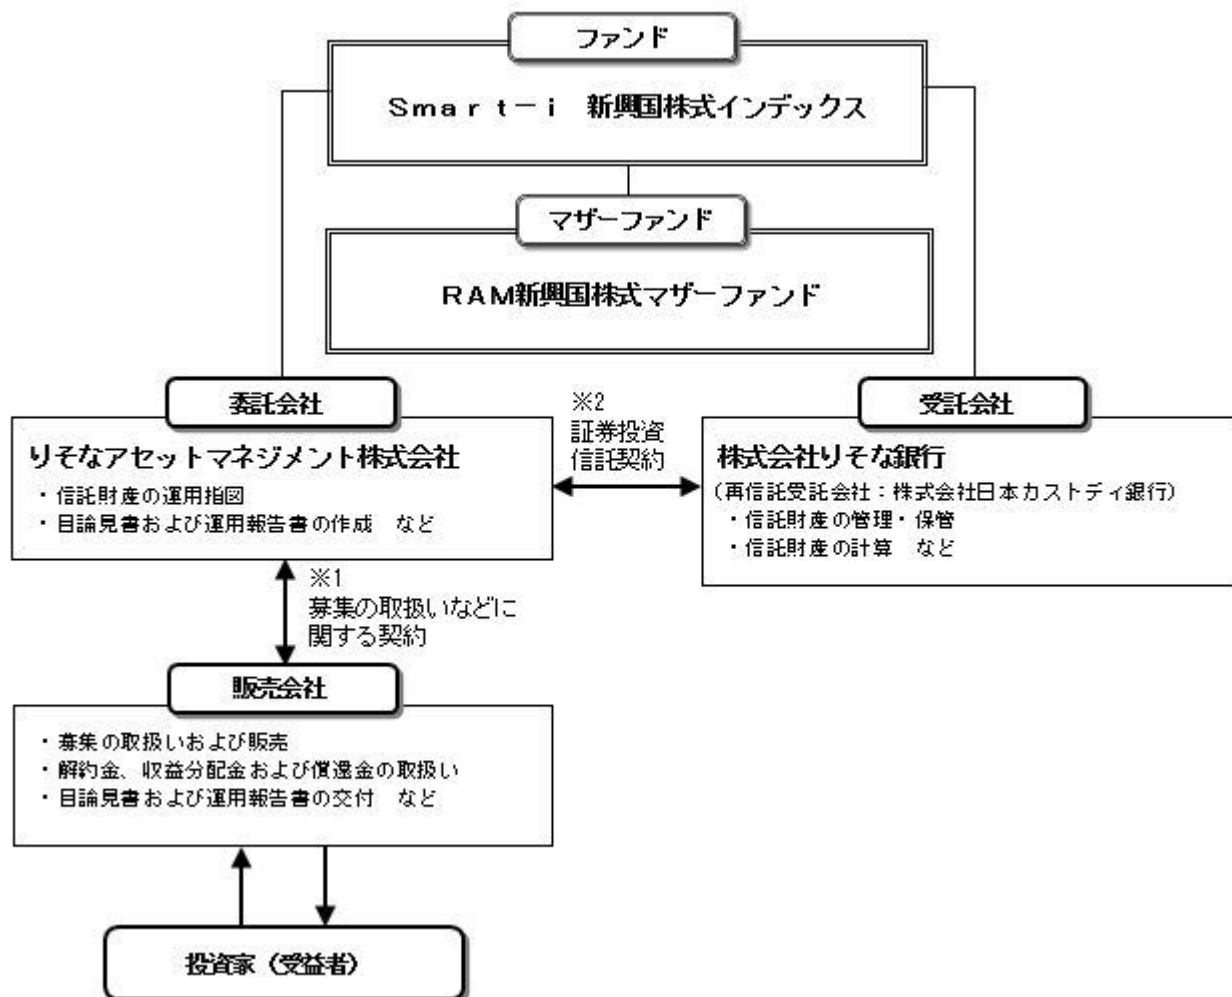 ファンド
Ｓｍａｒｔ－ｉ　新興国株式インデックス
マザーファンド
ＲＡＭ新興国株式マザーファンド
委託会社
りそなアセットマネジメント株式会社
・信託財産の運用指図
・目論見書および運用報告書の作成　など
※2
証券投資
信託契約
受託会社
株式会社りそな銀行
（再信託受託会社：株式会社日本カストディ銀行）
・信託財産の管理・保管
・信託財産の計算　など
※1
募集の取扱いなどに
関する契約
販売会社
・募集の取扱いおよび販売
・解約金、収益分配金および償還金の取扱い
・目論見書および運用報告書の交付　など
投資家（受益者）